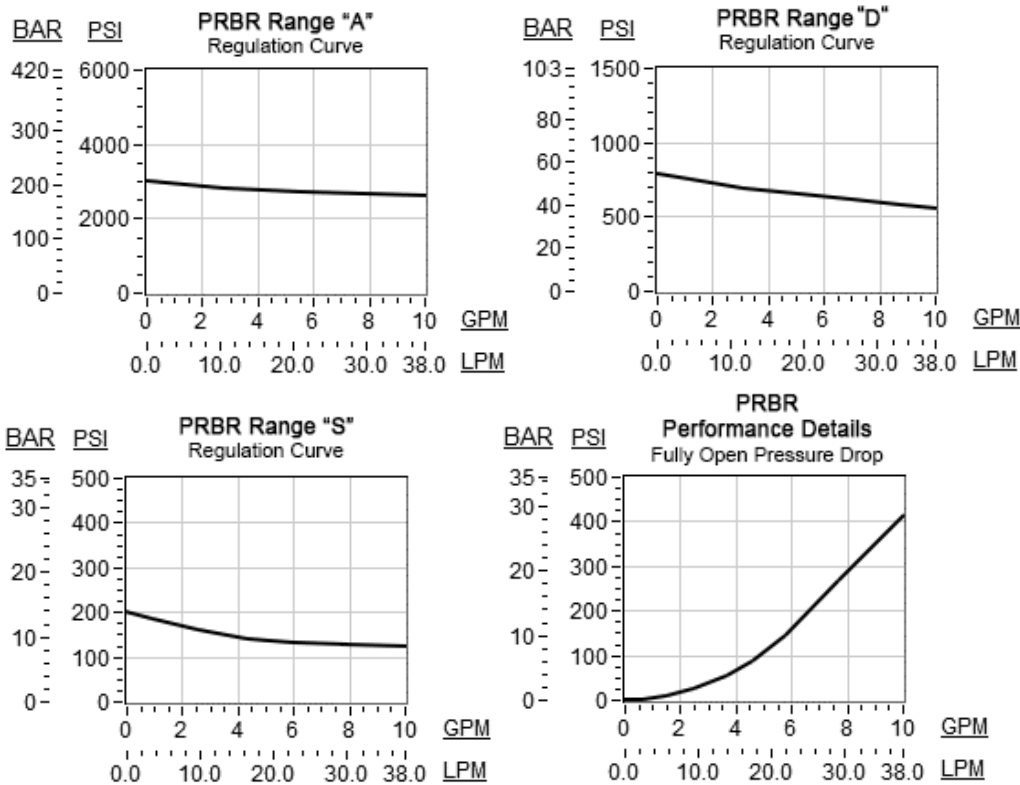 PRBR Range “A”
Regulation Curve
BAR PSI
420 6000
300 4000
200
2000
100
0 0
0 2 4 6 8 10 GPM
0.0 10.0 20.0 30.0 38.0 LPM
PRBR Range "D"
Regulation Curve
BAR PSI
103 1500
80 1000
60
40 500
20
0 0
0 2 4 6 8 10 GPM
0.0 10.0 20.0 30.0 38.0 LPM
PRBR Range “S”
Regulation Curve
BAR PSI
35 500
30 400
20 300
200
10 100
0 0
0 2 4 6 8 10 GPM
0.0 10.0 20.0 30.0 38.0 LPM
PRBR
Performance Details
Fully Open Pressure Drop
BAR PSI
35 500
30 400
20 300
200
10 100
0 0
0 2 4 6 8 10 GPM
0.0 10.0 20.0 30.0 38.0 LPM